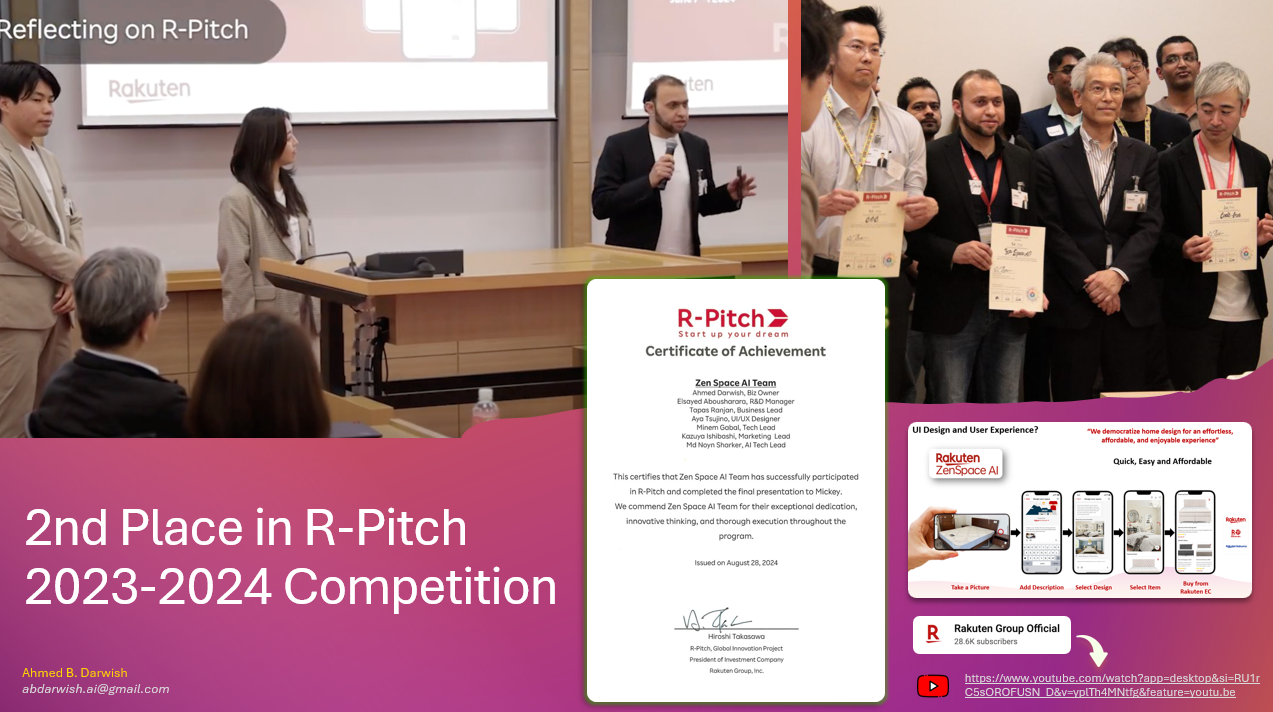 Reflecting on R-Pitch
Rakuten
R-Pitch
Start up your dream
Certificate of Achievement
Zen Space AI Team
Ahmed Darwish, Biz Owner
Elsayed Abousharara, R&D Manager
Tapas Ranjan, Business Lead
Aya Tsujino, UI/UX Designer
Minem Gabal, Tech Lead
Kazuya Ishibashi, Marketing Lead
Md Noyn Sharker, AI Tech Lead
This certifies that Zen Space AI Team has successfully participated
in R-Pitch and completed the final presentation to Mickey.
We commend Zen Space AI Team for their exceptional dedication,
innovative thinking, and thorough execution throughout the
program.
Issued on August 28, 2024
Hiroshi Takasawa
R-Pitch, Global Innovation Project
President of Investment Company
Rakuten Group, Inc.
2nd Place in R-Pitch
2023-2024 Competition
Ahmed B. Darwish
abdarwish.ai@gmail.com
UI Design and User Experience?
"We democratize home design for an effortless,
affordable, and enjoyable experience"
Rakuten
ZenSpace AI
Quick, Easy and Affordable
Rakuten
Take a Picture
Add Description
Select Design
Select Item
Buy from
Rakuten EC
Rakuten Group Official
28.6K subscribers
https://www.youtube.com/watch?app=desktop&si=RU1r
C5sOROFUSN_D&v=vplTh4MNtfg&feature=youtu.be